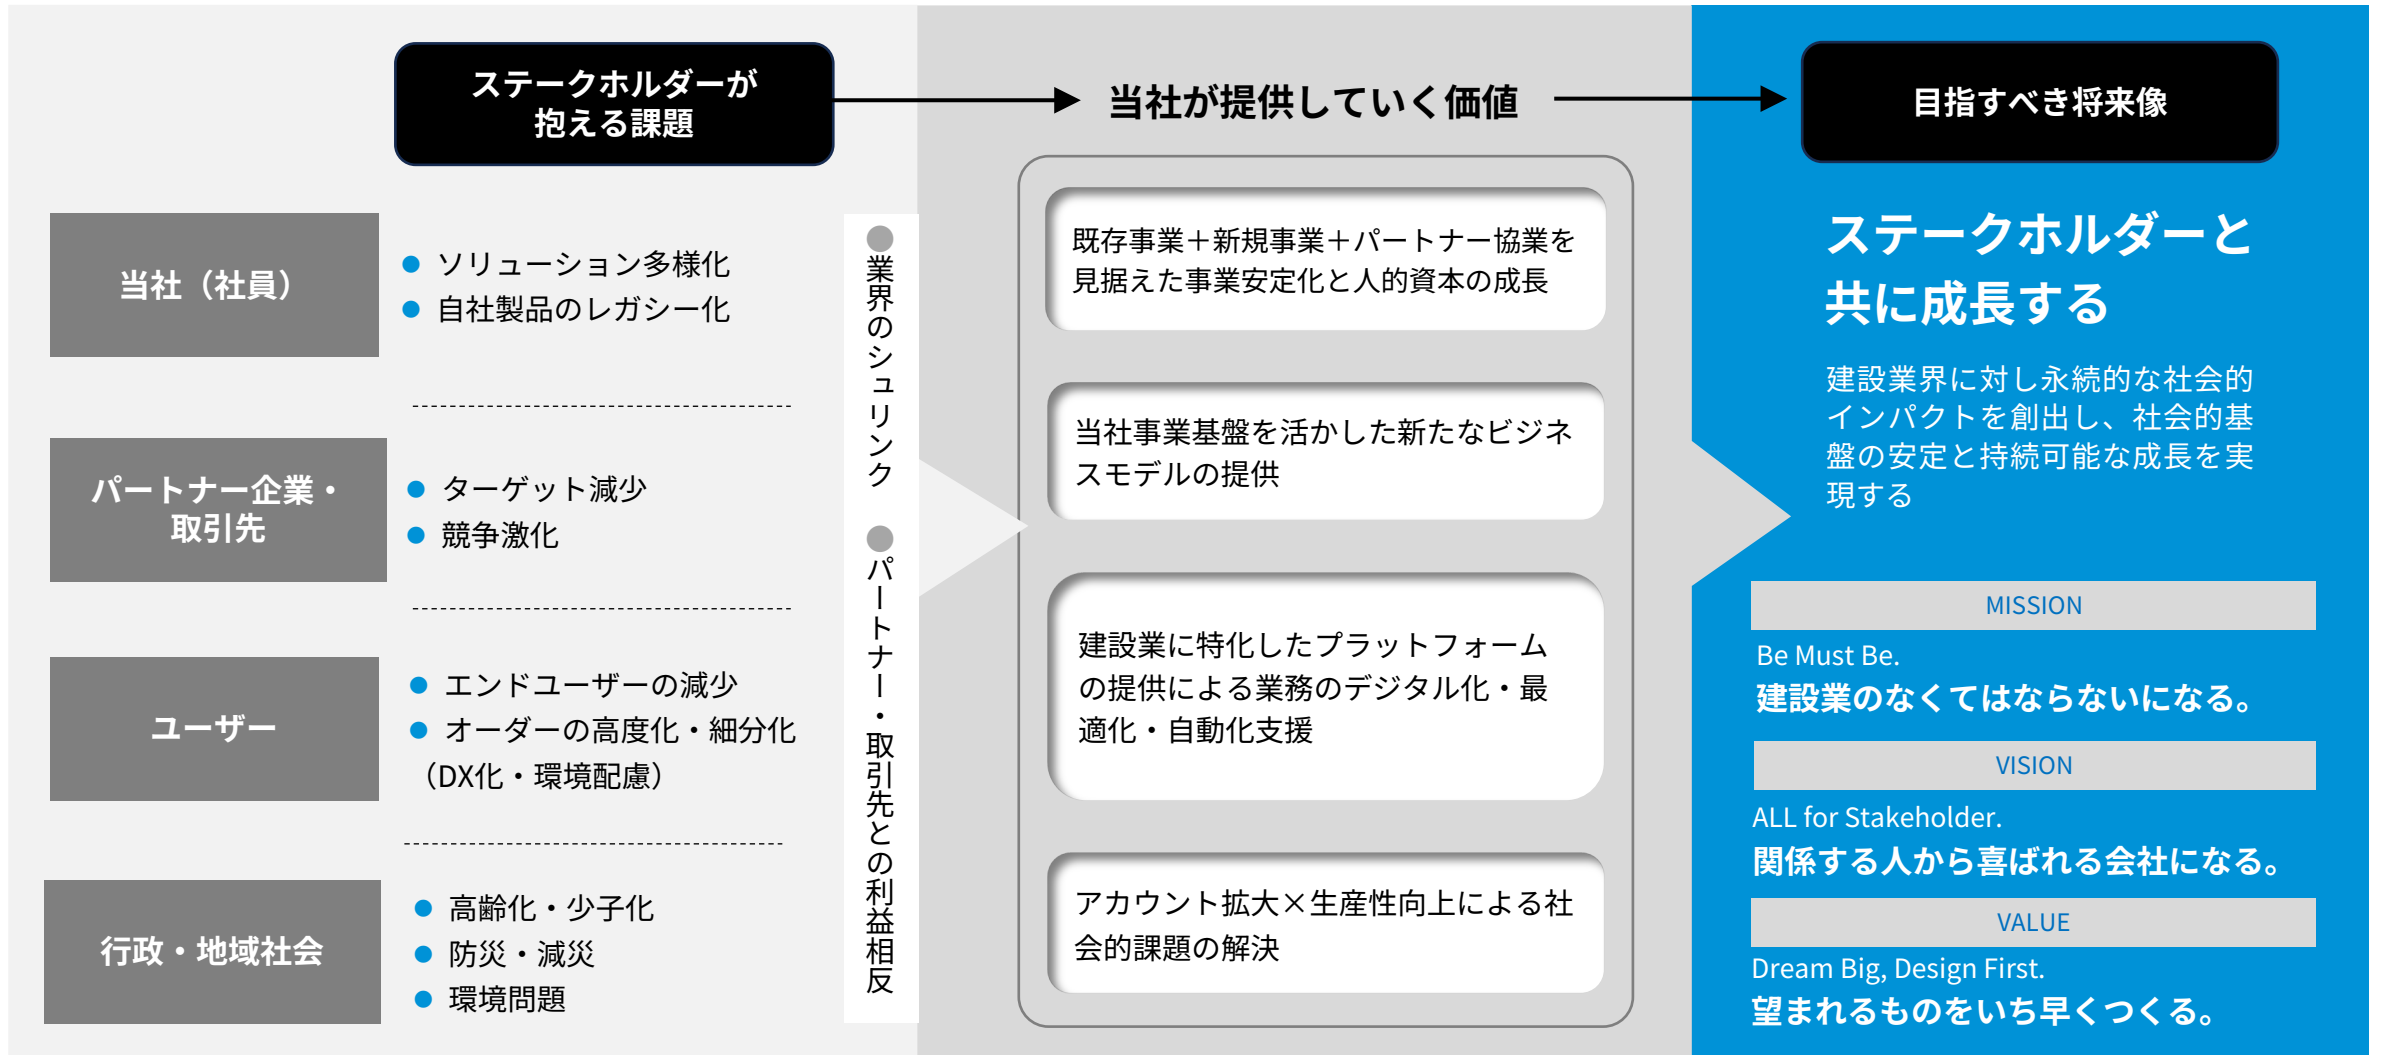 ステークホルダーが
抱える課題
当社が提供していく価値
目指すべき将来像
当社（社員）
● ソリューション多様化
● 自社製品のレガシー化
パートナー企業・
取引先
● ターゲット減少
● 競争激化
ユーザー
● エンドユーザーの減少
● オーダーの高度化・細分化
（DX化・環境配慮）
行政・地域社会
● 高齢化・少子化
● 防災・減災
● 環境問題
●業界のシュリンク　●パートナー・取引先との利益相反
既存事業＋新規事業＋パートナー協業を
見据えた事業安定化と人的資本の成長
当社事業基盤を活かした新たなビジネ
スモデルの提供
建設業に特化したプラットフォーム
の提供による業務のデジタル化・最
適化・自動化支援
アカウント拡大×生産性向上による社
会的課題の解決
ステークホルダーと
共に成長する
建設業界に対し永続的な社会的
インパクトを創出し、社会的基
盤の安定と持続可能な成長を実
現する
MISSION
Be Must Be.
建設業のなくてはならないになる。
VISION
ALL for Stakeholder.
関係する人から喜ばれる会社になる。
VALUE
Dream Big, Design First.
望まれるものをいち早くつくる。